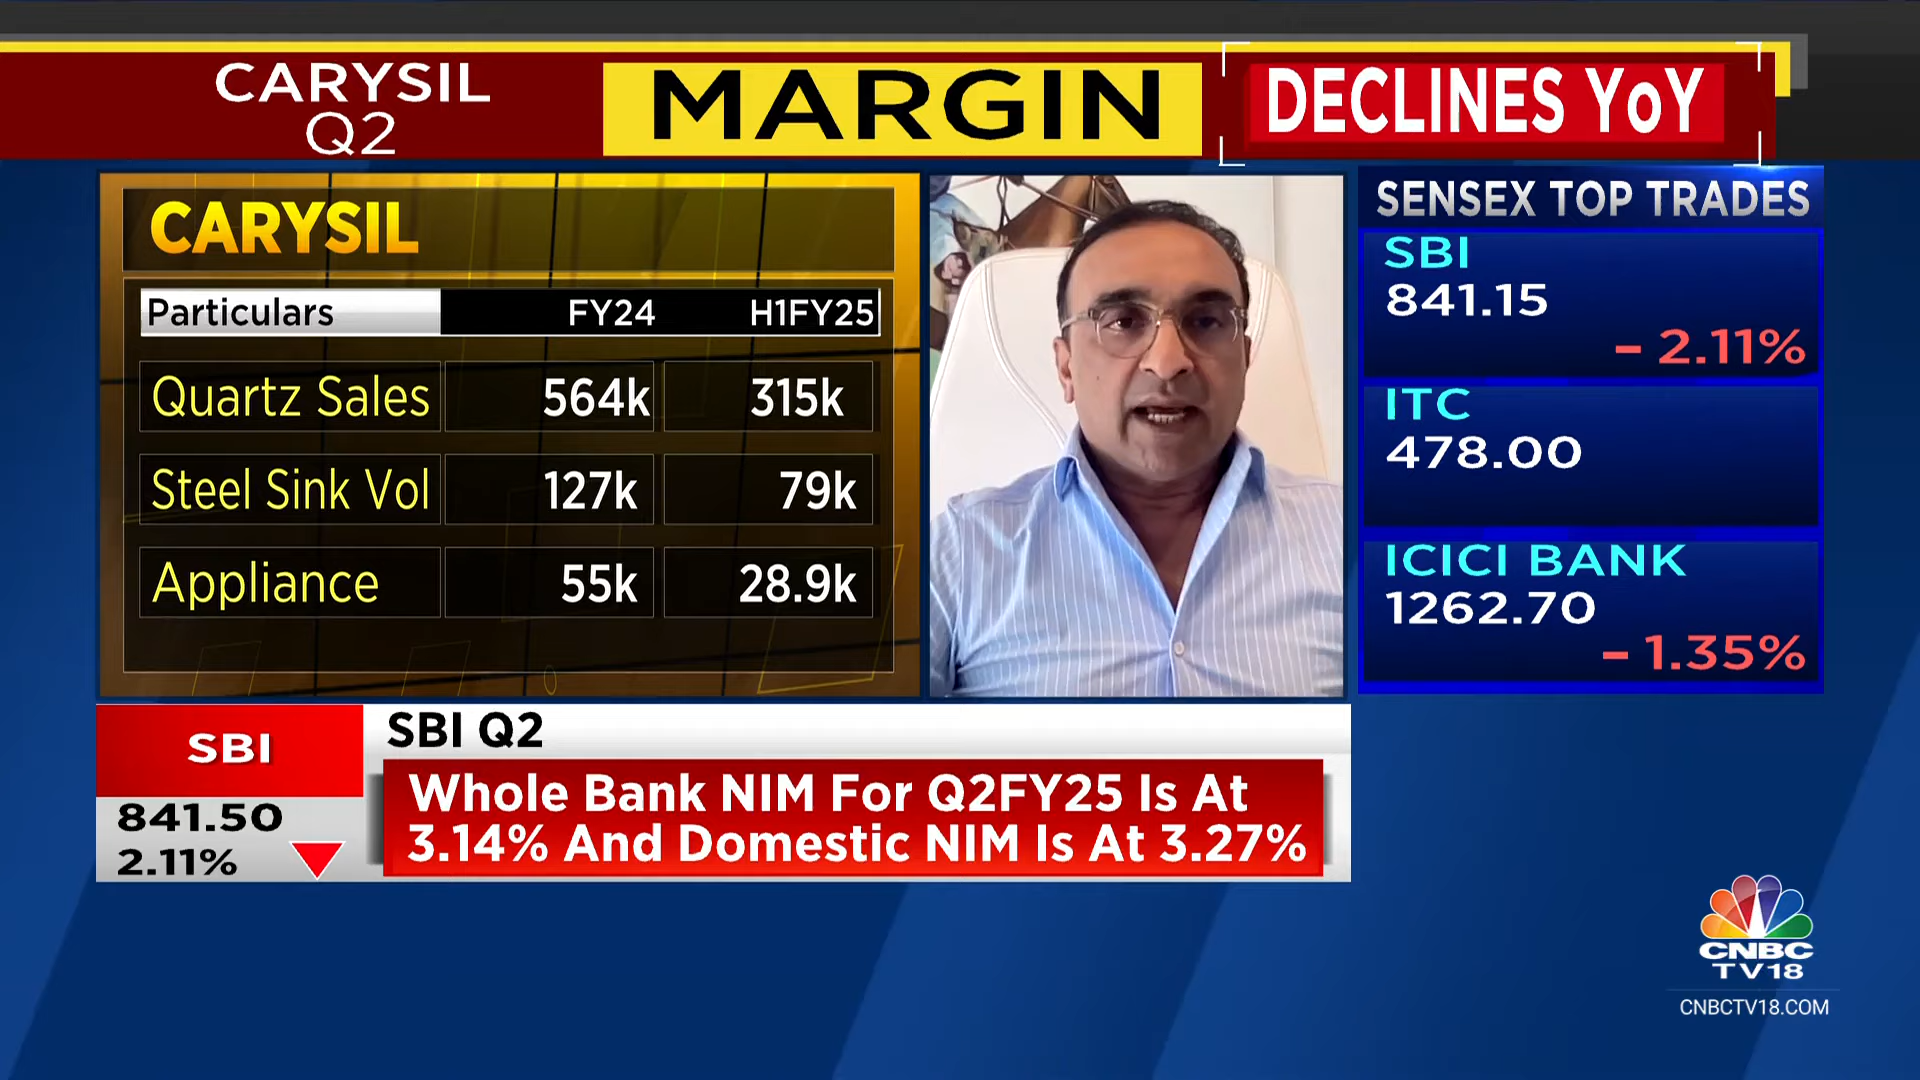 CARYSIL
Q2
MARGIN
DECLINES YoY
CARYSIL
Particulars FY24 H1FY25
Quartz Sales 564k 315k
Steel Sink Vol 127k 79k
Appliance 55k 28.9k
SENSEX TOP TRADES
SBI
841.15
- 2.11%
ITC
478.00
ICICI BANK
1262.70
- 1.35%
SBI
841.50
2.11%
SBI Q2
Whole Bank NIM For Q2FY25 Is At
3.14% And Domestic NIM Is At 3.27%
CNBC
TV18
CNBCTV18.COM